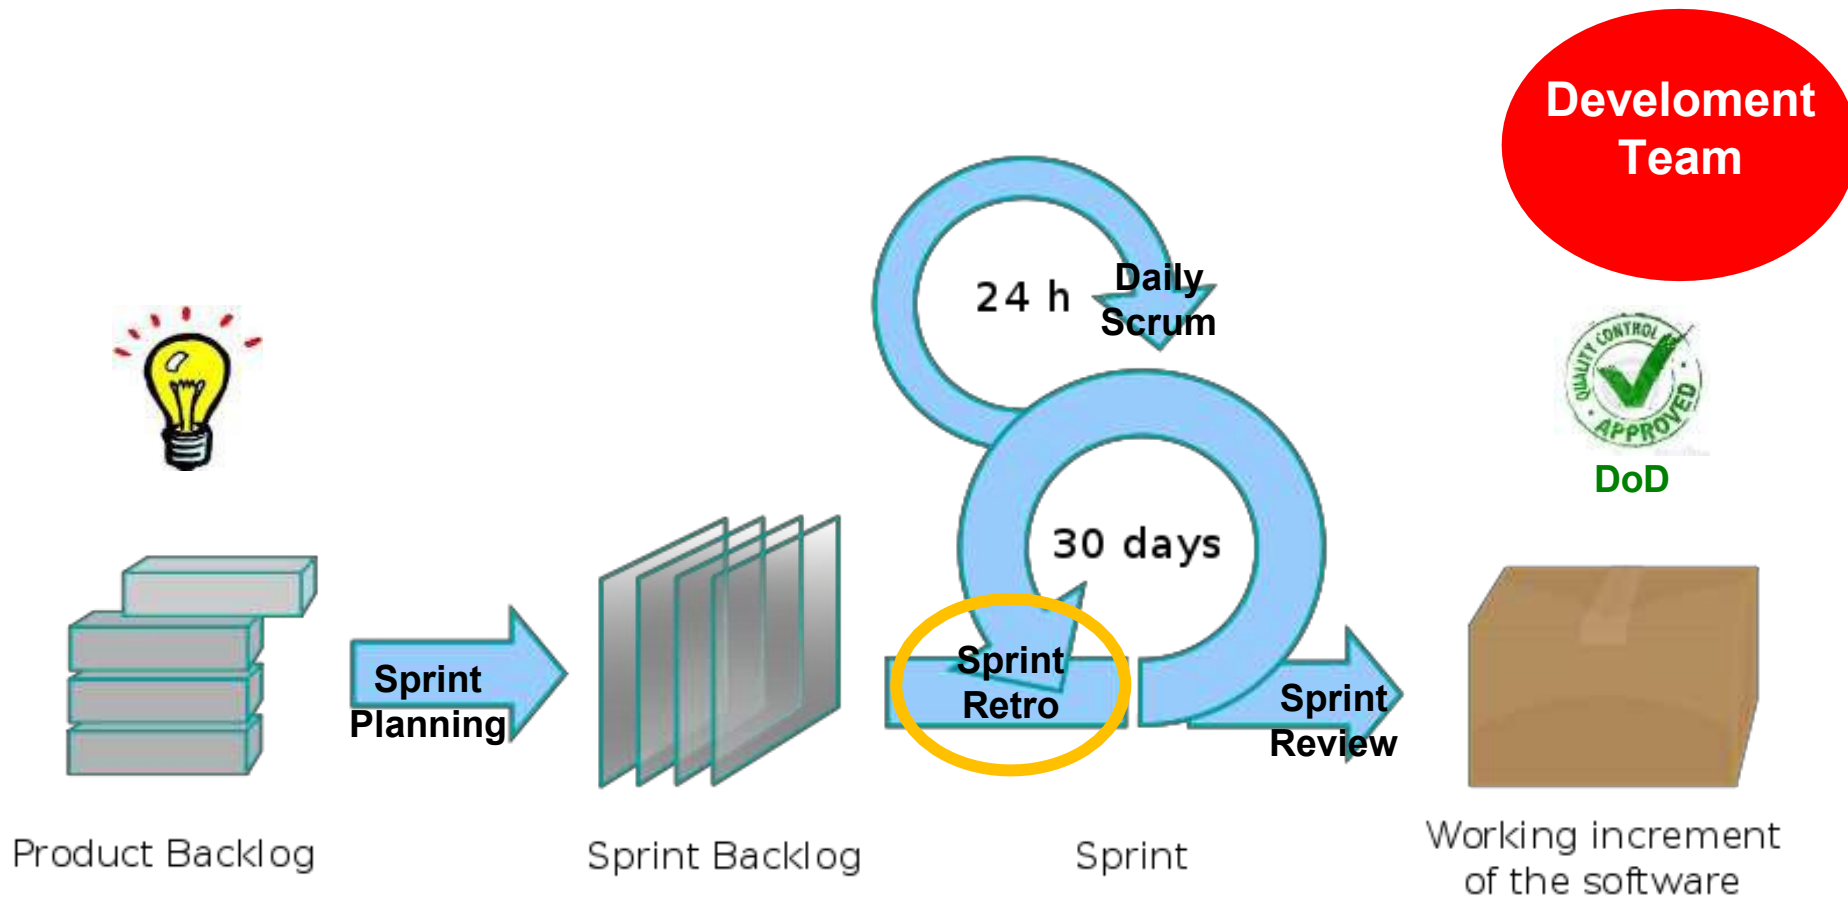 Develoment
Team
24 h
Daily
Scrum
QUALITY CONTROL
APPROVED
DoD
30 days
Sprint
Planning
Sprint
Retro
Sprint
Review
Product Backlog
Sprint Backlog
Sprint
Working increment
of the software